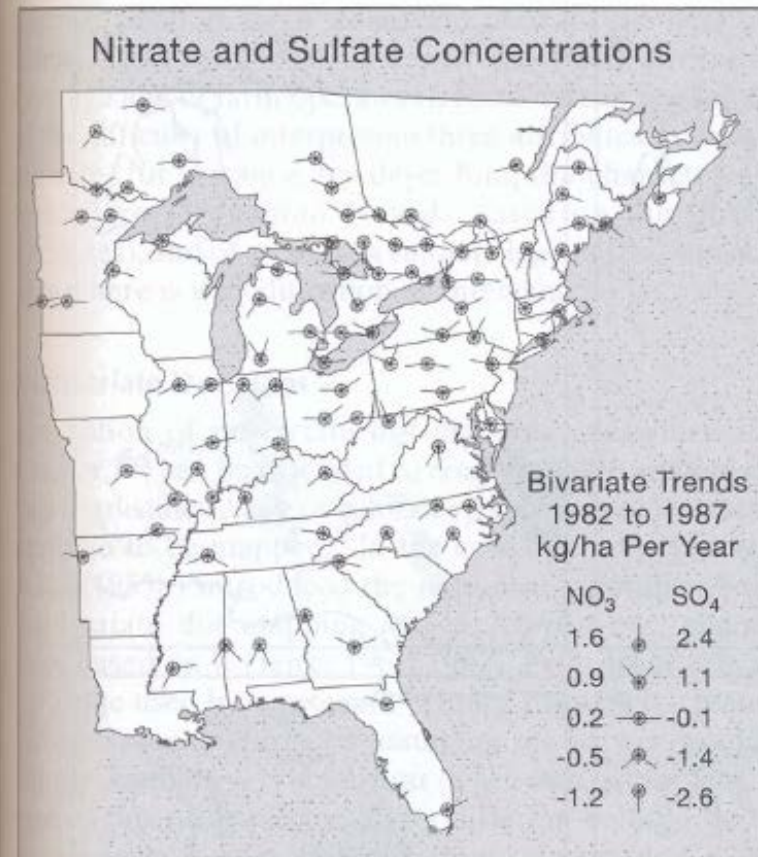 Nitrate and Sulfate Concentrations
Bivariate Trends
1982 to 1987
kg/ha Per Year
NO3 SO4
1.6 2.4
0.9 1.1
0.2 -0.1
-0.5 -1.4
-1.2 -2.6